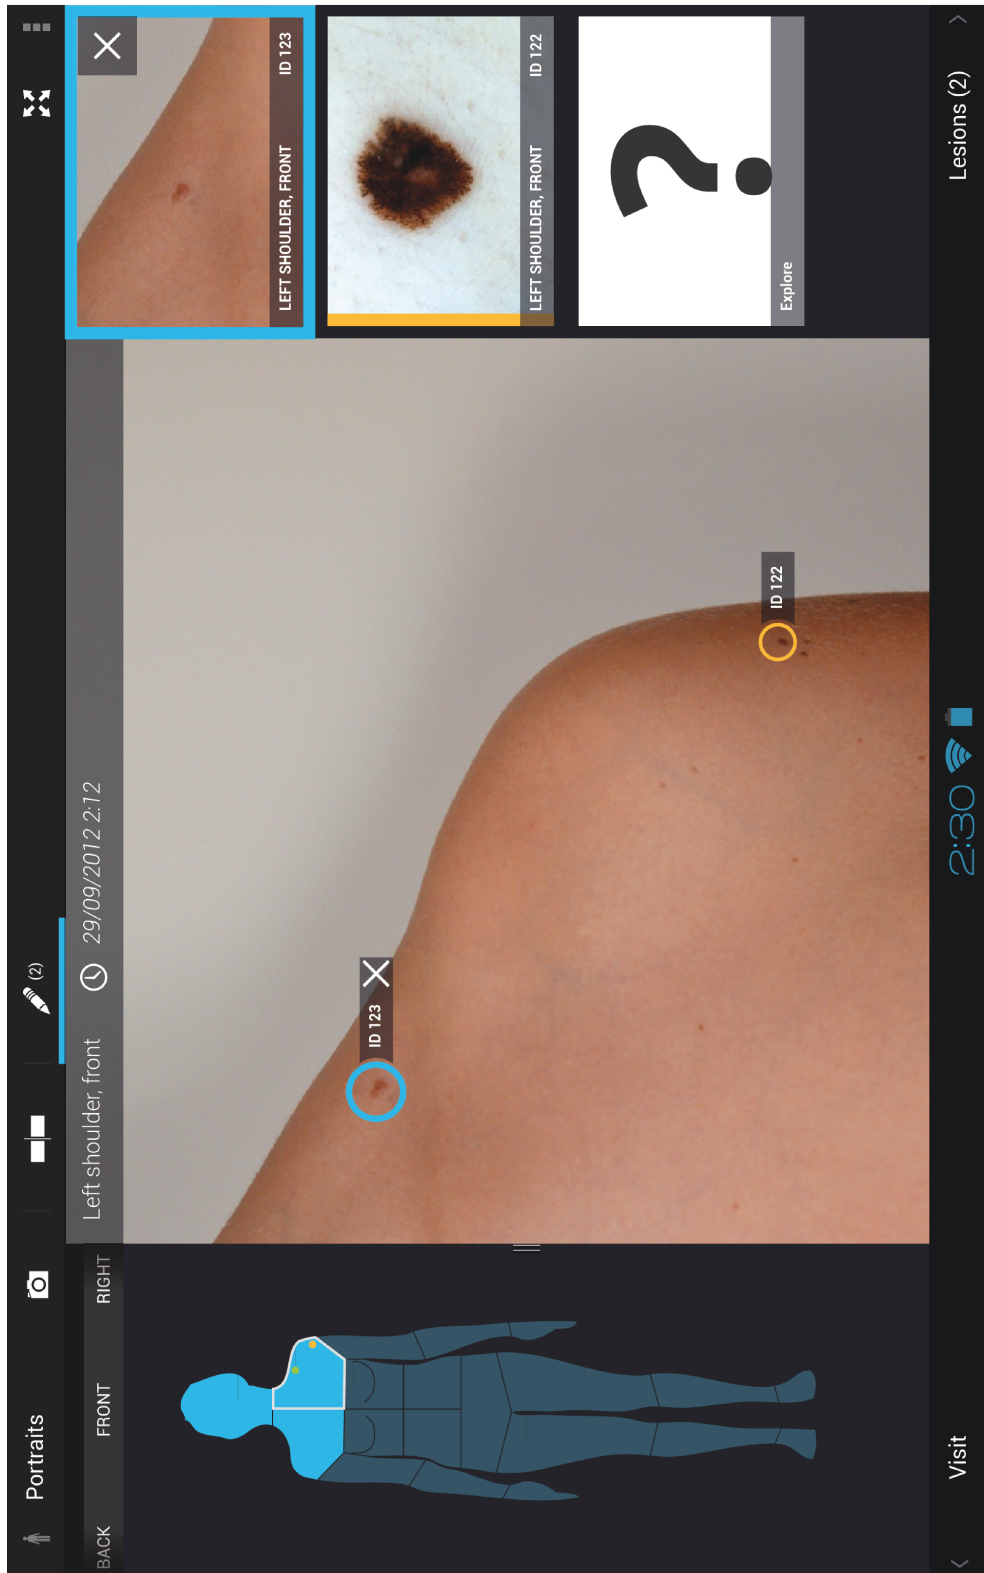 Portraits
(2)
BACK
FRONT
RIGHT
Left shoulder, front
29/09/2012 2:12
ID 123
ID 122
LEFT SHOULDER, FRONT
ID 123
LEFT SHOULDER, FRONT
ID 122
?
Explore
Visit
2:30
Lesions (2)